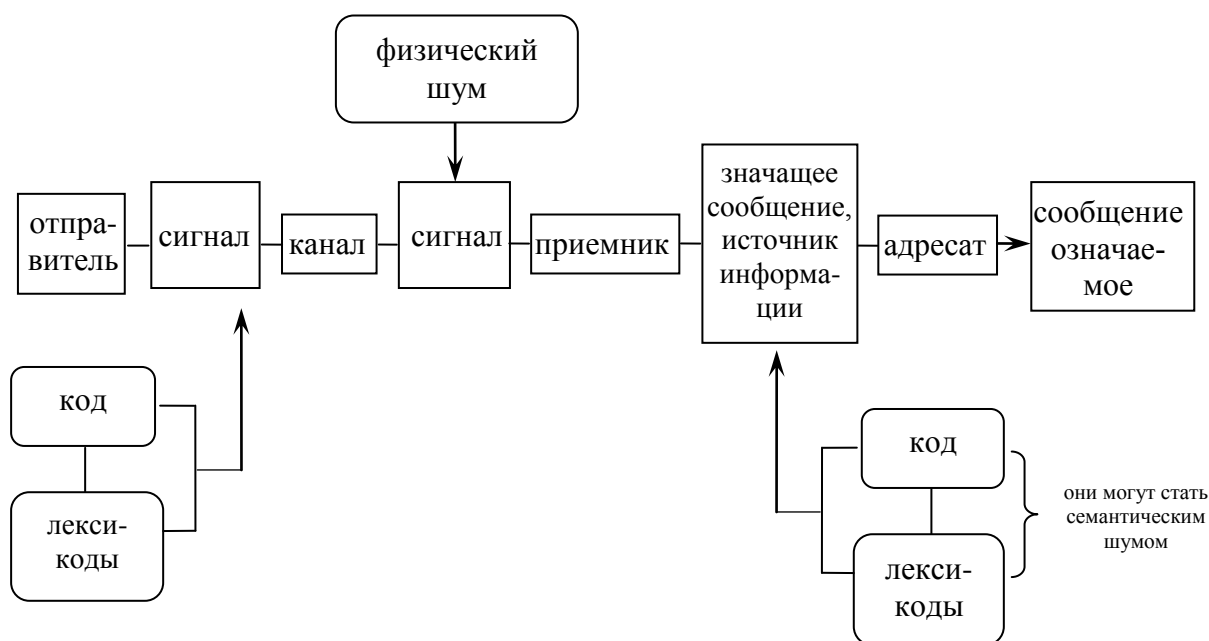 физический
шум
отпра-
витель
сигнал
канал
сигнал
приемник
значащее
сообщение,
источник
информа-
ции
адресат
сообщение
означае-
мое
код
лекси-
коды
код
лекси-
коды
они могут стать
семантическим
шумом